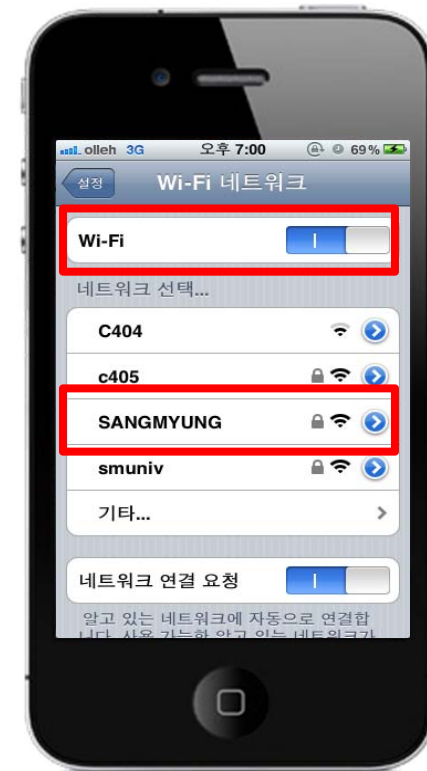 olleh 3G 오후 7:00 69%
설정 Wi-Fi 네트워크
Wi-Fi
네트워크 선택...
C404
c405
SANGMYUNG
smuniv
기타...
네트워크 연결 요청
알고 있는 네트워크에 자동으로 연결합
니다. 사용 가능한 알고 있는 네트워크가